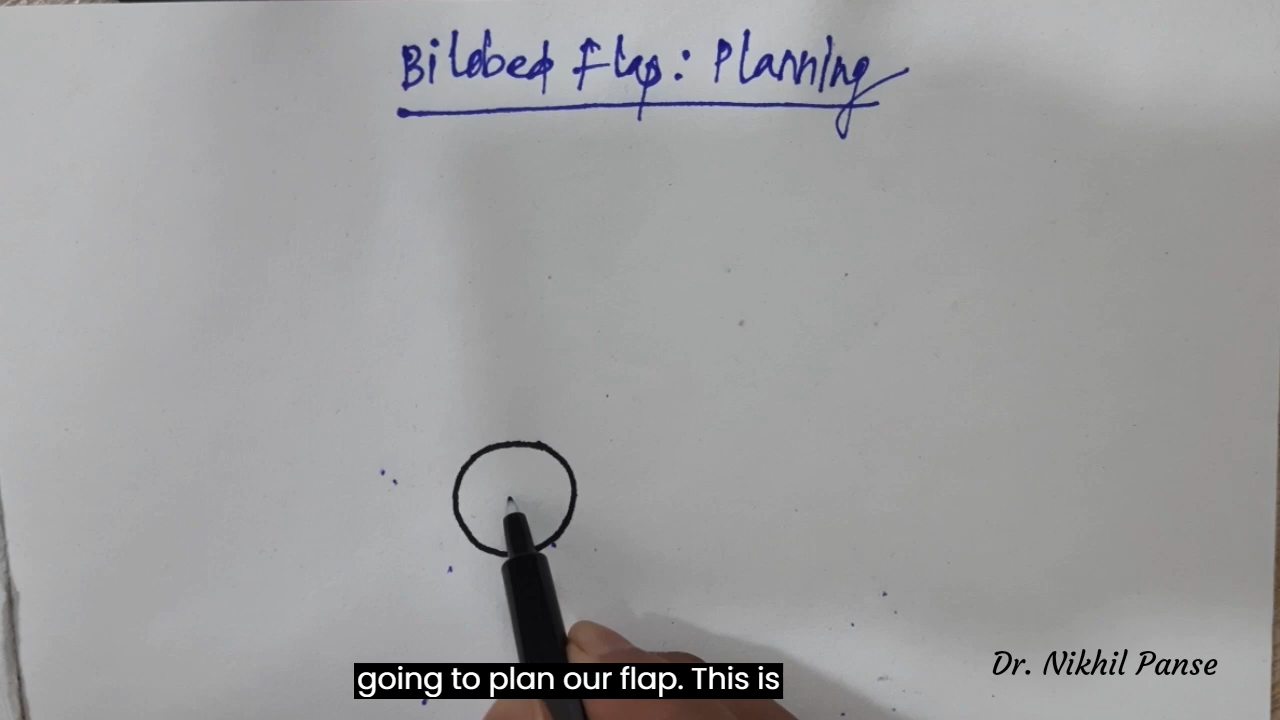 Bilobed Flap: Planning
going to plan our flap. This is
Dr. Nikhil Panse